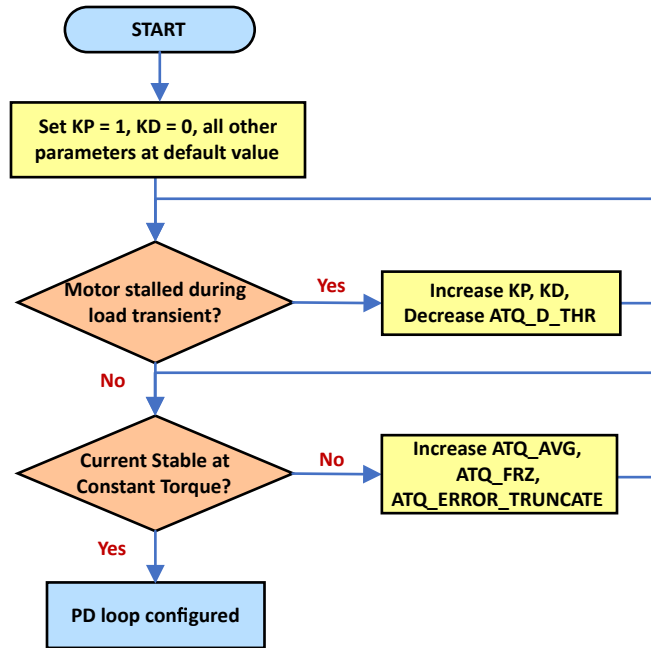 START
Set KP = 1, KD = 0, all other
parameters at default value
Motor stalled during
load transient?
Yes
Increase KP, KD,
Decrease ATQ_D_THR
No
Current Stable at
Constant Torque?
No
Increase ATQ_AVG,
ATQ_FRZ,
ATQ_ERROR_TRUNCATE
Yes
PD loop configured